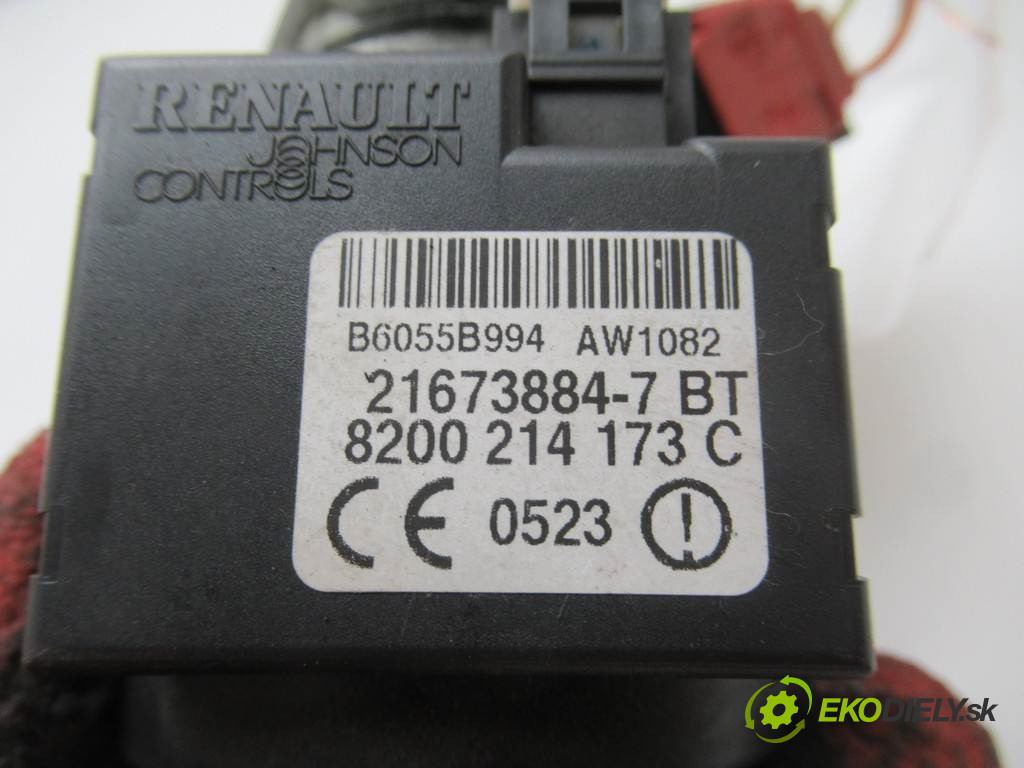 RENAULT
JOHNSON
CONTROLS
B6055B994 AW1082
21673884-7 BT
8200 214 173 C
CE 0523
EKODIELY.sk